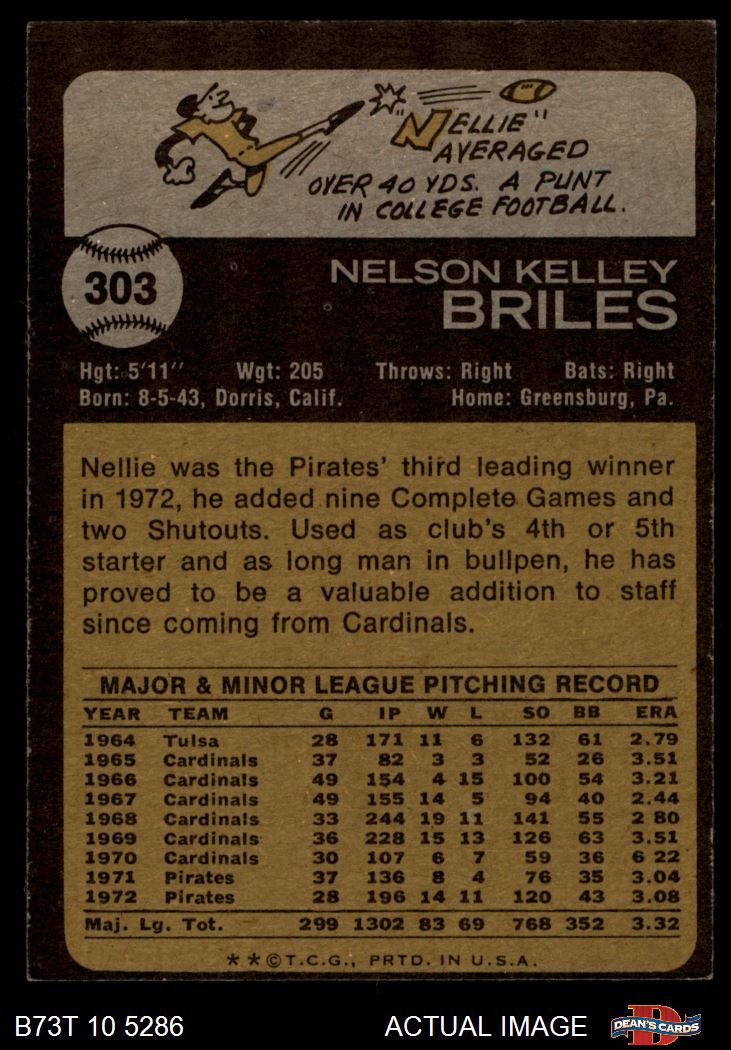 "NELLIE"
AVERAGED
OVER 40 YDS. A PUNT
IN COLLEGE FOOTBALL.
303
NELSON KELLEY
BRILES
Hgt: 5'11" Wgt: 205 Throws: Right Bats: Right
Born: 8-5-43, Dorris, Calif. Home: Greensburg, Pa.
Nellie was the Pirates' third leading winner
in 1972, he added nine Complete Games and
two Shutouts. Used as club's 4th or 5th
starter and as long man in bullpen, he has
proved to be a valuable addition to staff
since coming from Cardinals.
MAJOR & MINOR LEAGUE PITCHING RECORD
YEAR TEAM G IP W L SO BB ERA
1964 Tulsa 28 171 11 6 132 61 2.79
1965 Cardinals 37 82 3 3 52 26 3.51
1966 Cardinals 49 154 4 15 100 54 3.21
1967 Cardinals 49 155 14 5 94 40 2.44
1968 Cardinals 33 244 19 11 141 55 2 80
1969 Cardinals 36 228 15 13 126 63 3.51
1970 Cardinals 30 107 6 7 59 36 6 22
1971 Pirates 37 136 8 4 76 35 3.04
1972 Pirates 28 196 14 11 120 43 3.08
Maj. Lg. Tot. 299 1302 83 69 768 352 3.32
**©T.C.G., PRTD. IN U.S.A.
B73T 10 5286 ACTUAL IMAGE DEAN'S CARDS